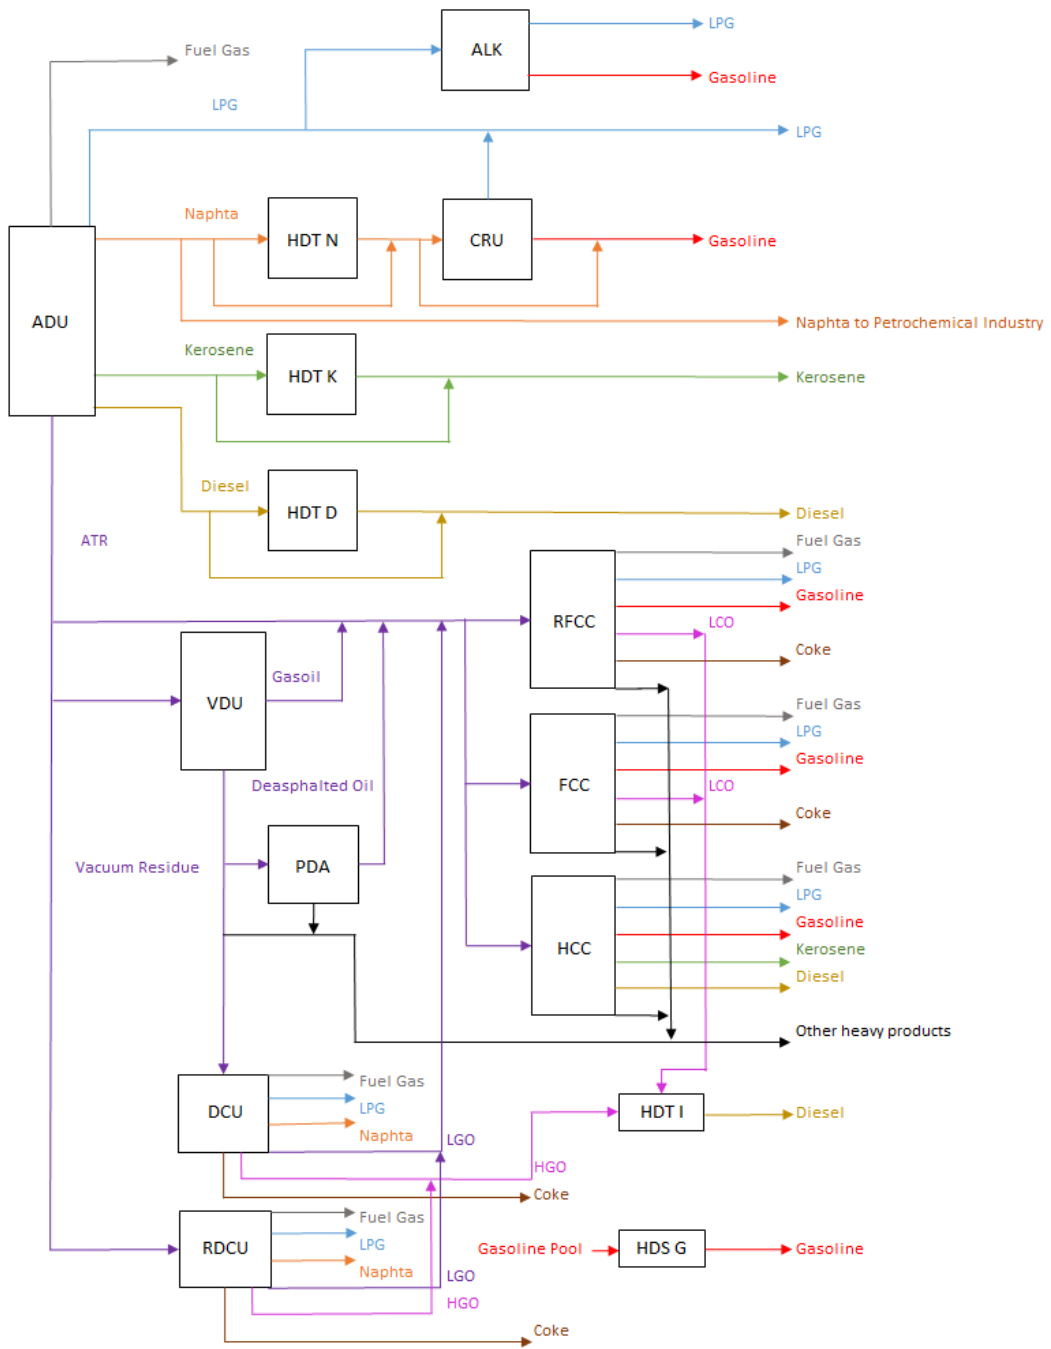 LPG
ALK
Fuel Gas
Gasoline
LPG
LPG
Naphta
HDT N
CRU
Gasoline
ADU
Naphta to Petrochemical Industry
Kerosene
HDT K
Kerosene
Diesel
HDT D
Diesel
ATR
Fuel Gas
LPG
Gasoline
RFCC
LCO
Coke
Gasoil
VDU
Fuel Gas
LPG
Gasoline
Deasphalted Oil
FCC
LCO
Coke
Vacuum Residue
PDA
Fuel Gas
LPG
Gasoline
HCC
Kerosene
Diesel
Other heavy products
Fuel Gas
DCU
LPG
HDT I
Diesel
Naphta
LGO
HGO
Coke
Fuel Gas
RDCU
LPG
Gasoline Pool
HDS G
Gasoline
Naphta
LGO
HGO
Coke